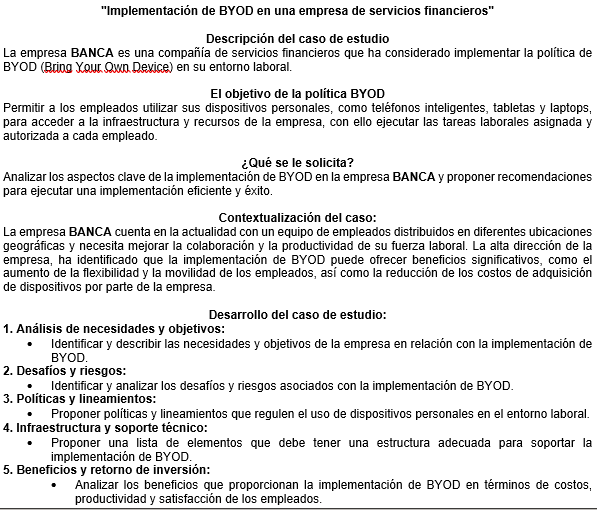 "Implementación de BYOD en una empresa de servicios financieros"
Descripción del caso de estudio
La empresa BANCA es una compañía de servicios financieros que ha considerado implementar la política de
BYOD (Bring Your Own Device) en su entorno laboral.
El objetivo de la política BYOD
Permitir a los empleados utilizar sus dispositivos personales, como teléfonos inteligentes, tabletas y laptops,
para acceder a la infraestructura y recursos de la empresa, con ello ejecutar las tareas laborales asignada y
autorizada a cada empleado.
¿Qué se le solicita?
Analizar los aspectos clave de la implementación de BYOD en la empresa BANCA y proponer recomendaciones
para ejecutar una implementación eficiente y éxito.
Contextualización del caso:
La empresa BANCA cuenta en la actualidad con un equipo de empleados distribuidos en diferentes ubicaciones
geográficas y necesita mejorar la colaboración y la productividad de su fuerza laboral. La alta dirección de la
empresa, ha identificado que la implementación de BYOD puede ofrecer beneficios significativos, como el
aumento de la flexibilidad y la movilidad de los empleados, así como la reducción de los costos de adquisición
de dispositivos por parte de la empresa.
Desarrollo del caso de estudio:
1. Análisis de necesidades y objetivos:
• Identificar y describir las necesidades y objetivos de la empresa en relación con la implementación de
BYOD.
2. Desafíos y riesgos:
• Identificar y analizar los desafíos y riesgos asociados con la implementación de BYOD.
3. Políticas y lineamientos:
• Proponer políticas y lineamientos que regulen el uso de dispositivos personales en el entorno laboral.
4. Infraestructura y soporte técnico:
• Proponer una lista de elementos que debe tener una estructura adecuada para soportar la
implementación de BYOD.
5. Beneficios y retorno de inversión:
• Analizar los beneficios que proporcionan la implementación de BYOD en términos de costos,
productividad y satisfacción de los empleados.